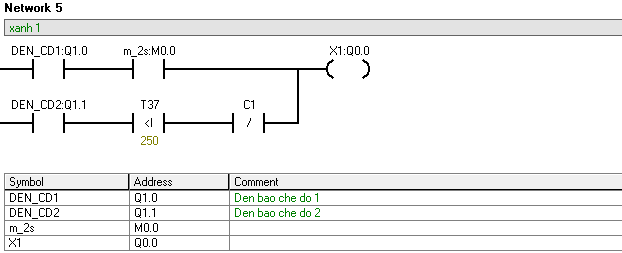 Network 5
xanh 1
DEN_CD1:Q1.0 m_2s:M0.0 X1:Q0.0
DEN_CD2:Q1.1 T37 C1
<I /
250
Symbol Address Comment
DEN_CD1 Q1.0 Den bao che do 1
DEN_CD2 Q1.1 Den bao che do 2
m_2s M0.0
X1 Q0.0